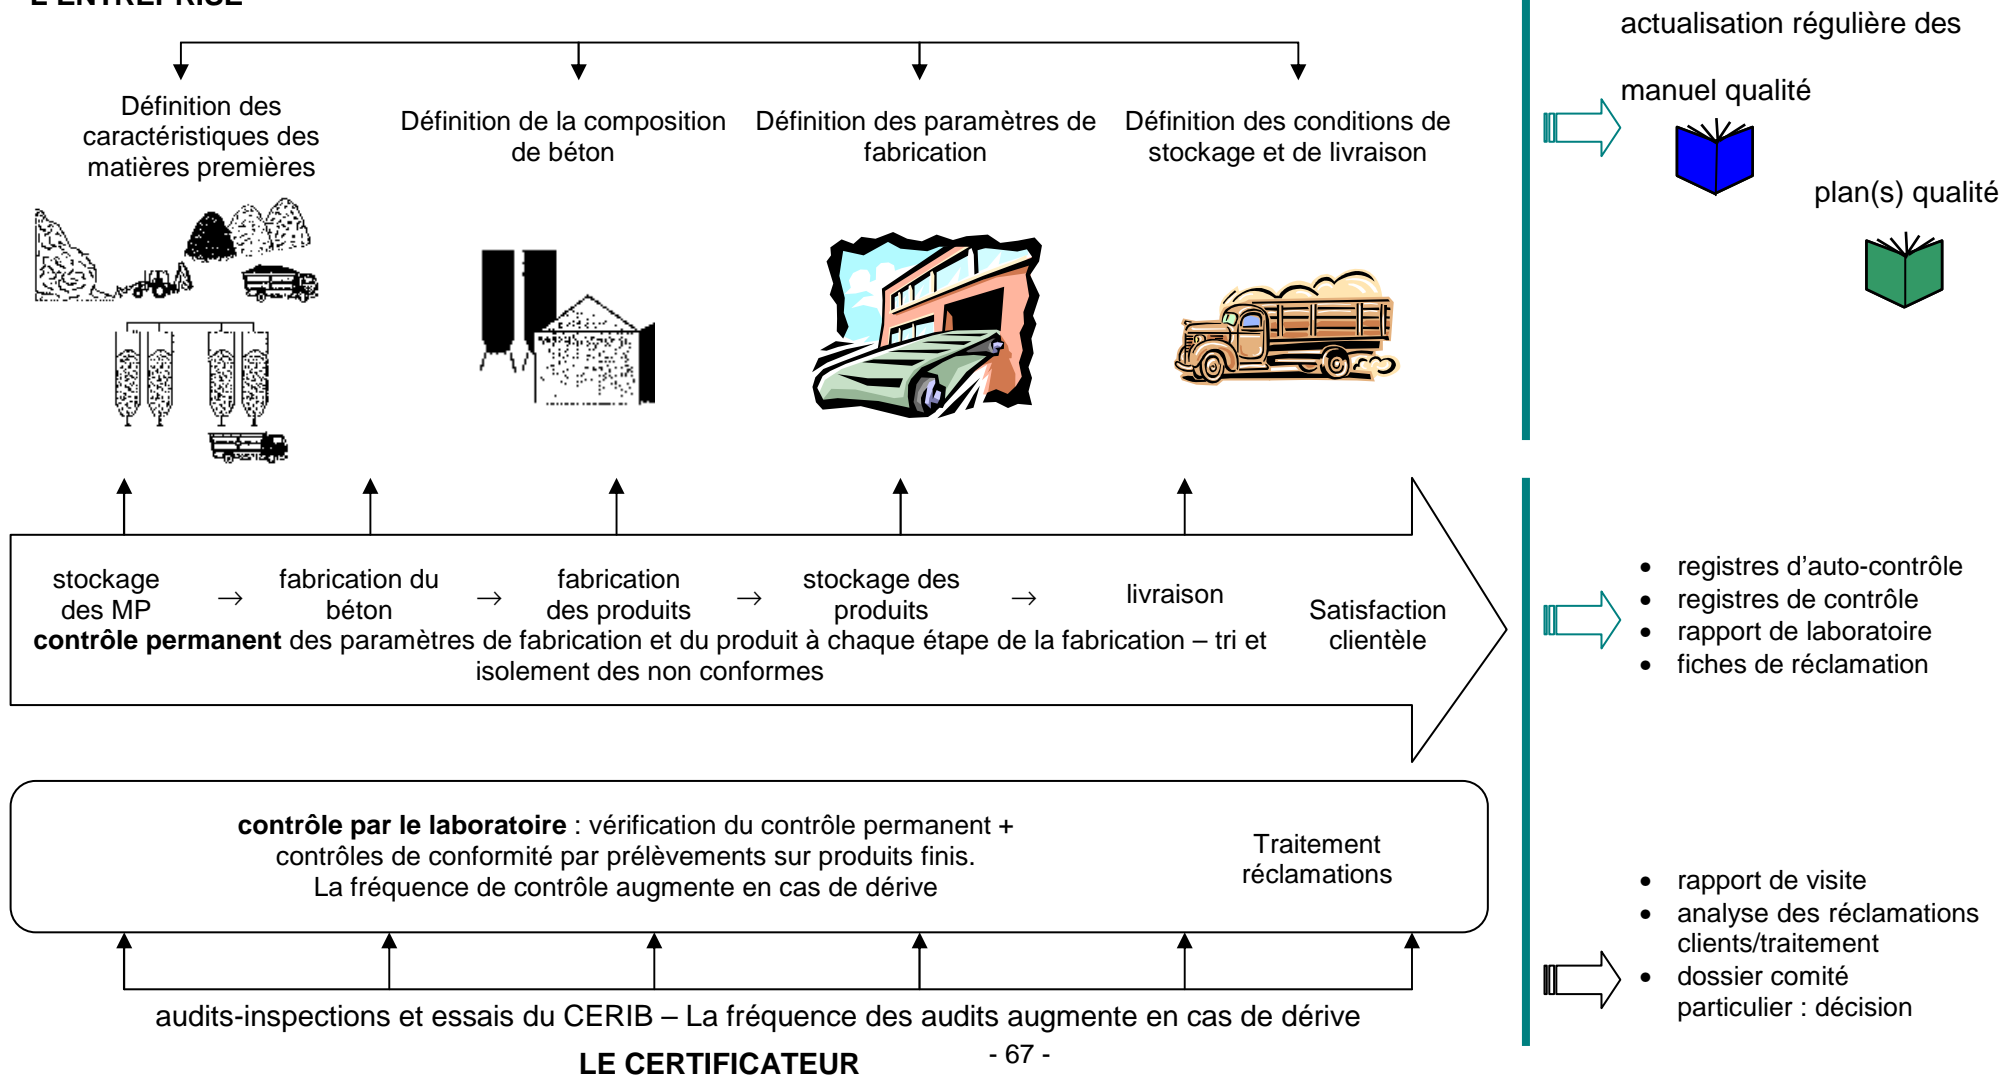 L'ENTREPRISE
actualisation régulière des
manuel qualité
plan(s) qualité
Définition des
caractéristiques des
matières premières
Définition de la composition
de béton
Définition des paramètres de
fabrication
Définition des conditions de
stockage et de livraison
stockage
des MP
→
fabrication du
béton
→
fabrication
des produits
→
stockage des
produits
→
livraison
Satisfaction
clientèle
contrôle permanent des paramètres de fabrication et du produit à chaque étape de la fabrication – tri et
isolement des non conformes
• registres d'auto-contrôle
• registres de contrôle
• rapport de laboratoire
• fiches de réclamation
contrôle par le laboratoire : vérification du contrôle permanent +
contrôles de conformité par prélèvements sur produits finis.
La fréquence de contrôle augmente en cas de dérive
Traitement
réclamations
• rapport de visite
• analyse des réclamations
clients/traitement
• dossier comité
particulier : décision
audits-inspections et essais du CERIB – La fréquence des audits augmente en cas de dérive
LE CERTIFICATEUR
- 67 -